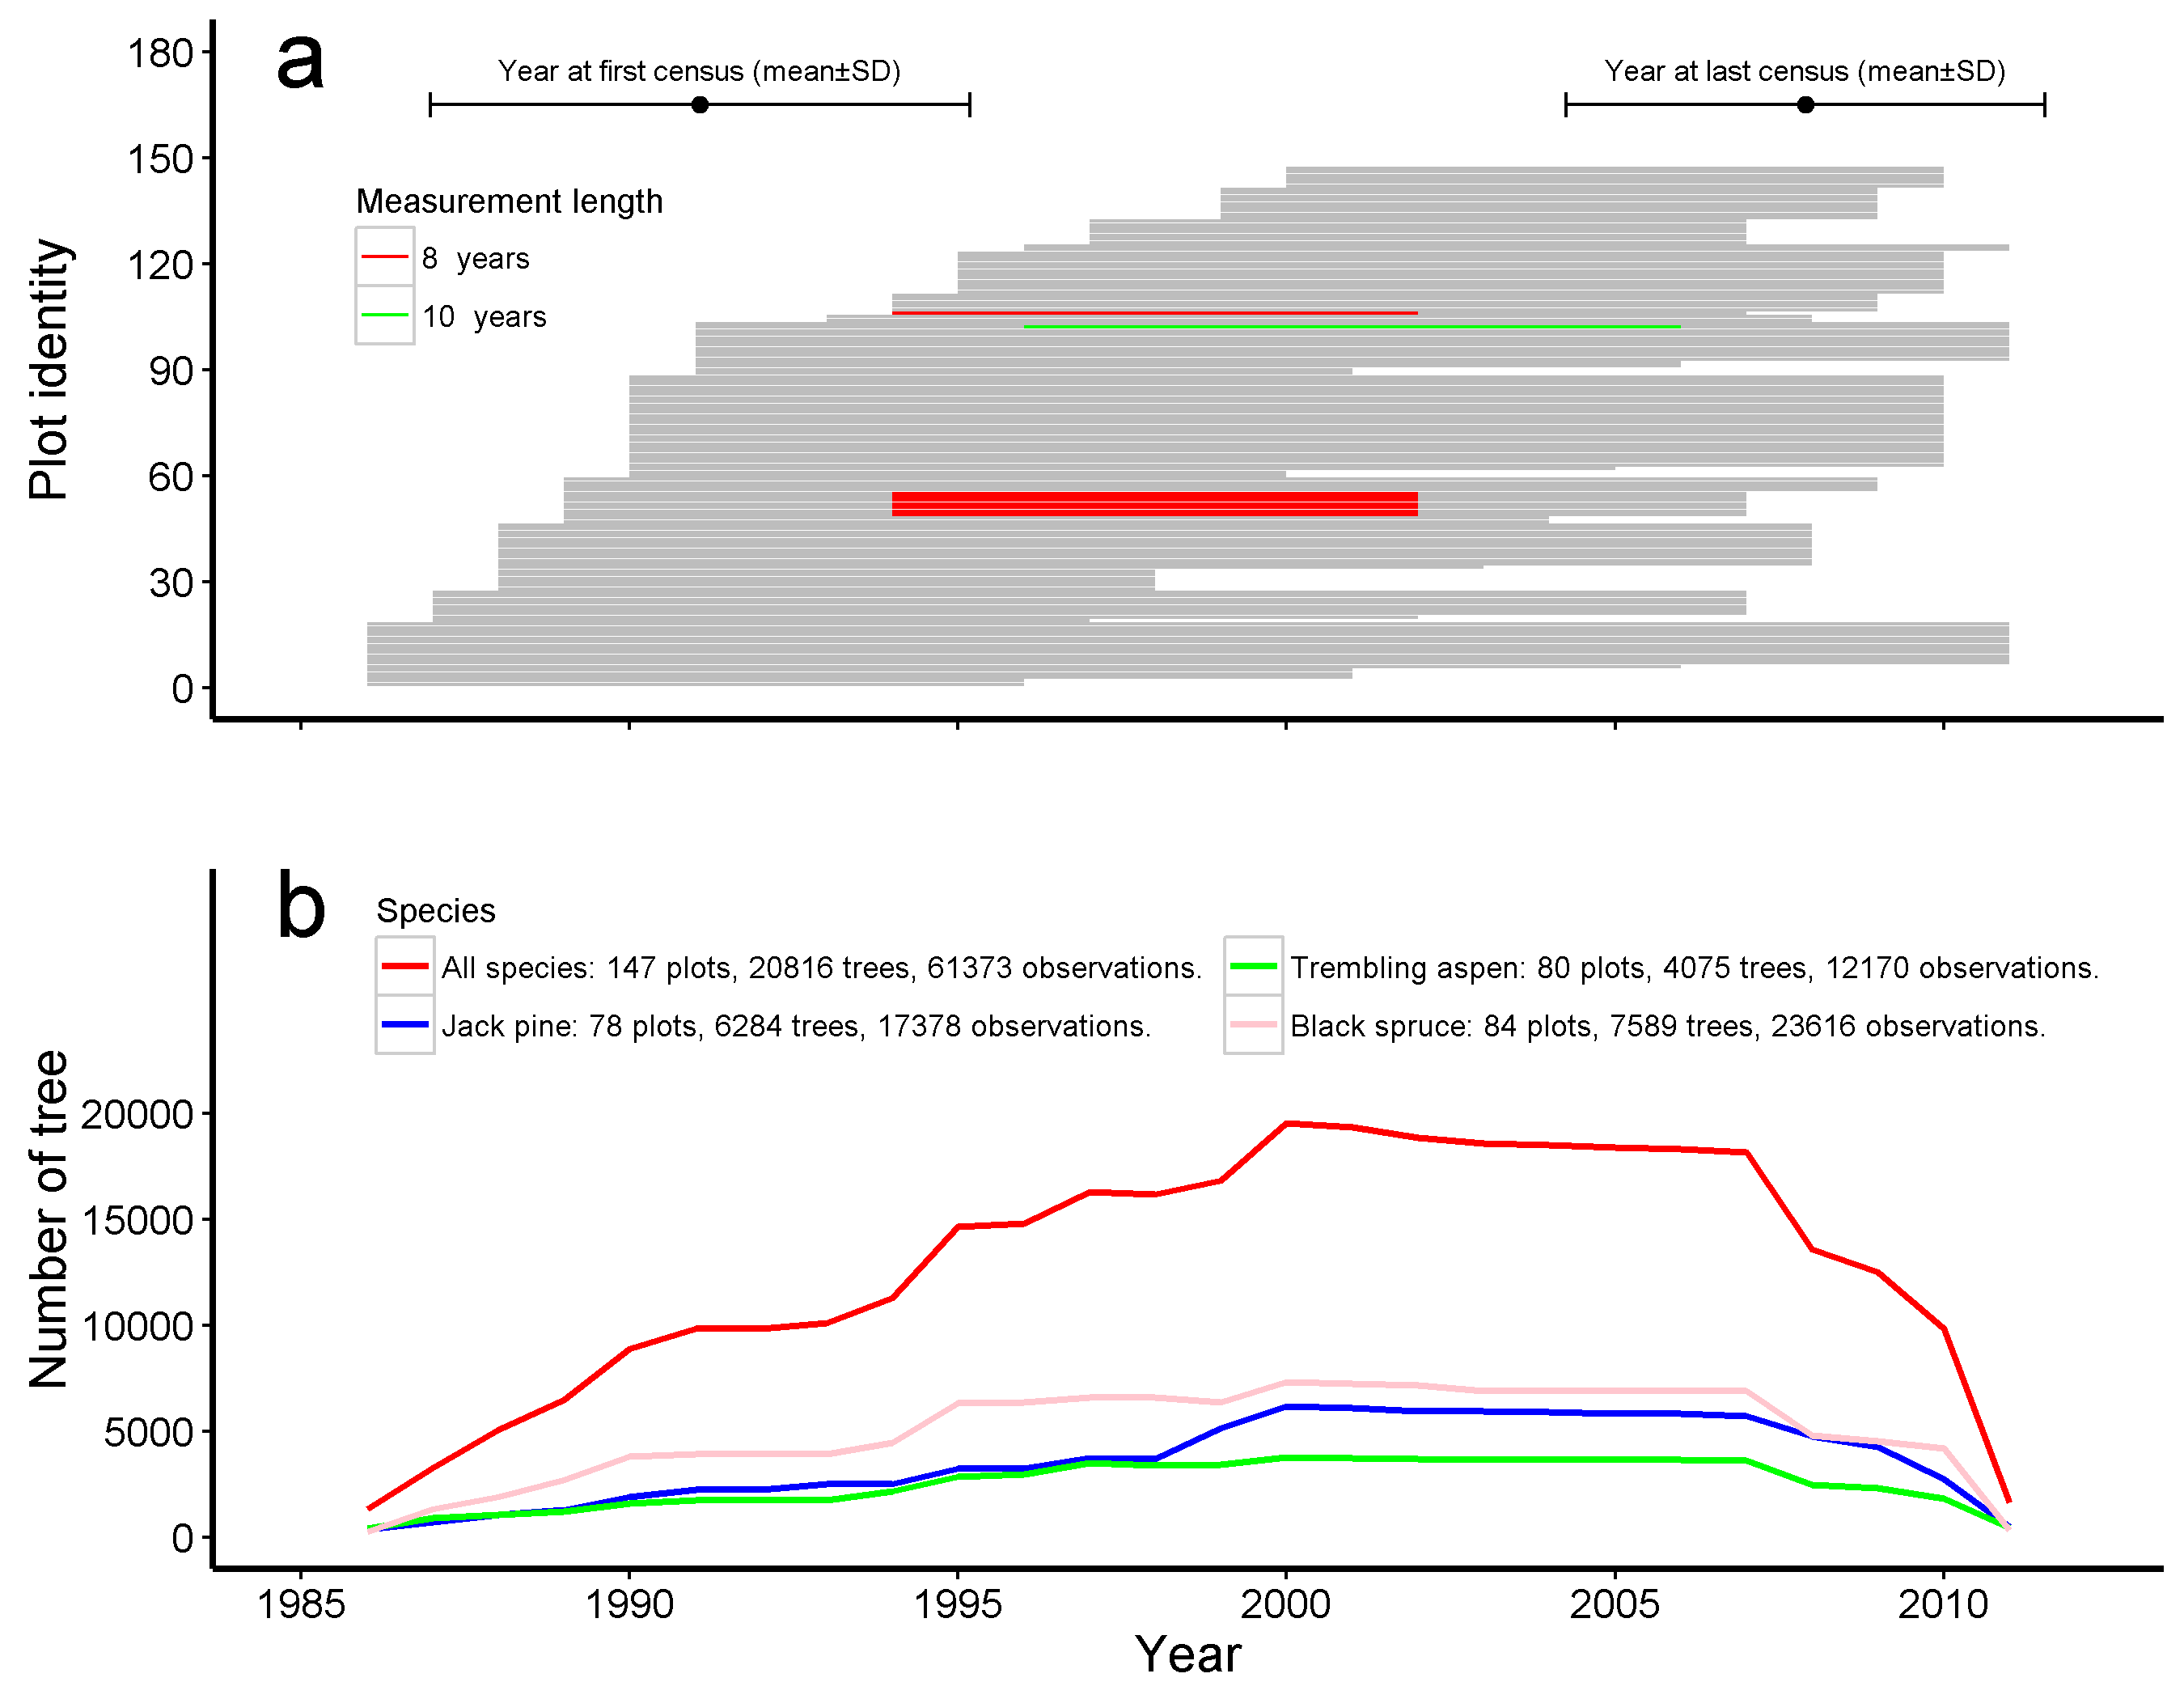 a
Year at first census (mean±SD)
Year at last census (mean±SD)
Measurement length
8 years
10 years
Plot identity
180
150
120
90
60
30
0
b
Species
All species: 147 plots, 20816 trees, 61373 observations.
Trembling aspen: 80 plots, 4075 trees, 12170 observations.
Jack pine: 78 plots, 6284 trees, 17378 observations.
Black spruce: 84 plots, 7589 trees, 23616 observations.
Number of tree
20000
15000
10000
5000
0
1985 1990 1995 2000 2005 2010
Year